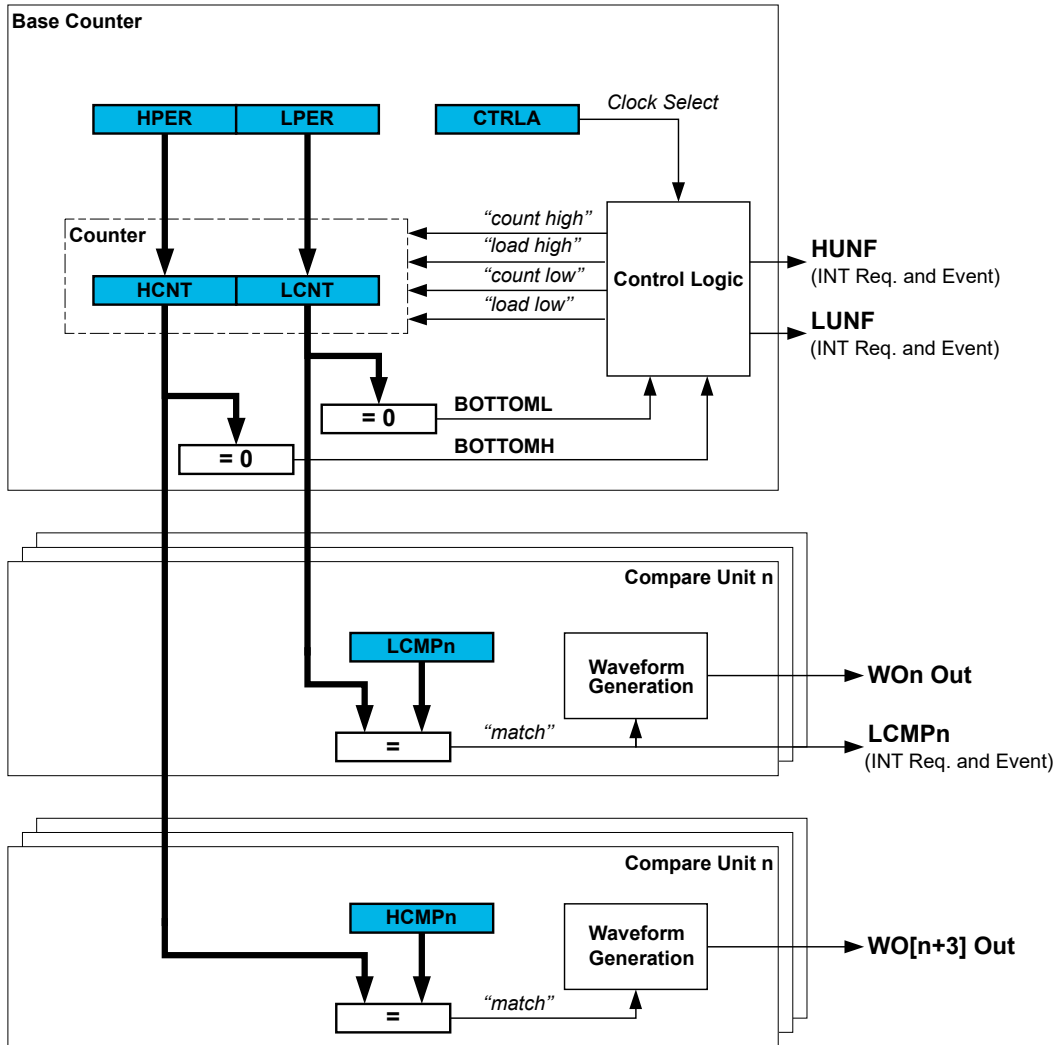 Base Counter
HPER LPER CTRLA Clock Select
“count high”
Counter “load high” HUNF
(INT Req. and Event)
HCNT LCNT “count low” Control Logic
“load low” LUNF
(INT Req. and Event)
= 0 BOTTOML
= 0 BOTTOMH
Compare Unit n
LCMPn Waveform
Generation WOn Out
= “match” LCMPn
(INT Req. and Event)
Compare Unit n
HCMPn Waveform
Generation WO[n+3] Out
= “match”